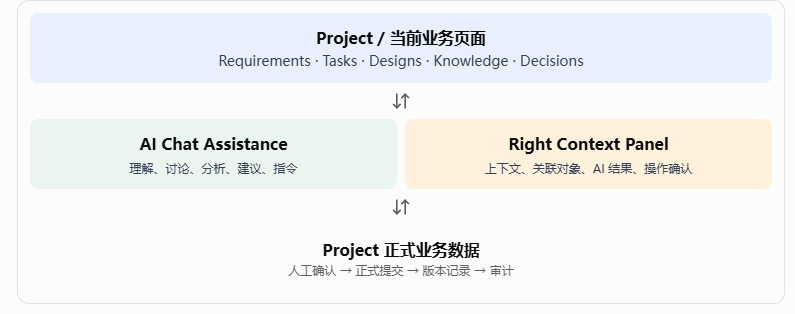 Project / 当前业务页面
Requirements · Tasks · Designs · Knowledge · Decisions
↓↑
AI Chat Assistance
理解、讨论、分析、建议、指令
Right Context Panel
上下文、关联对象、AI 结果、操作确认
↓↑
Project 正式业务数据
人工确认 → 正式提交 → 版本记录 → 审计